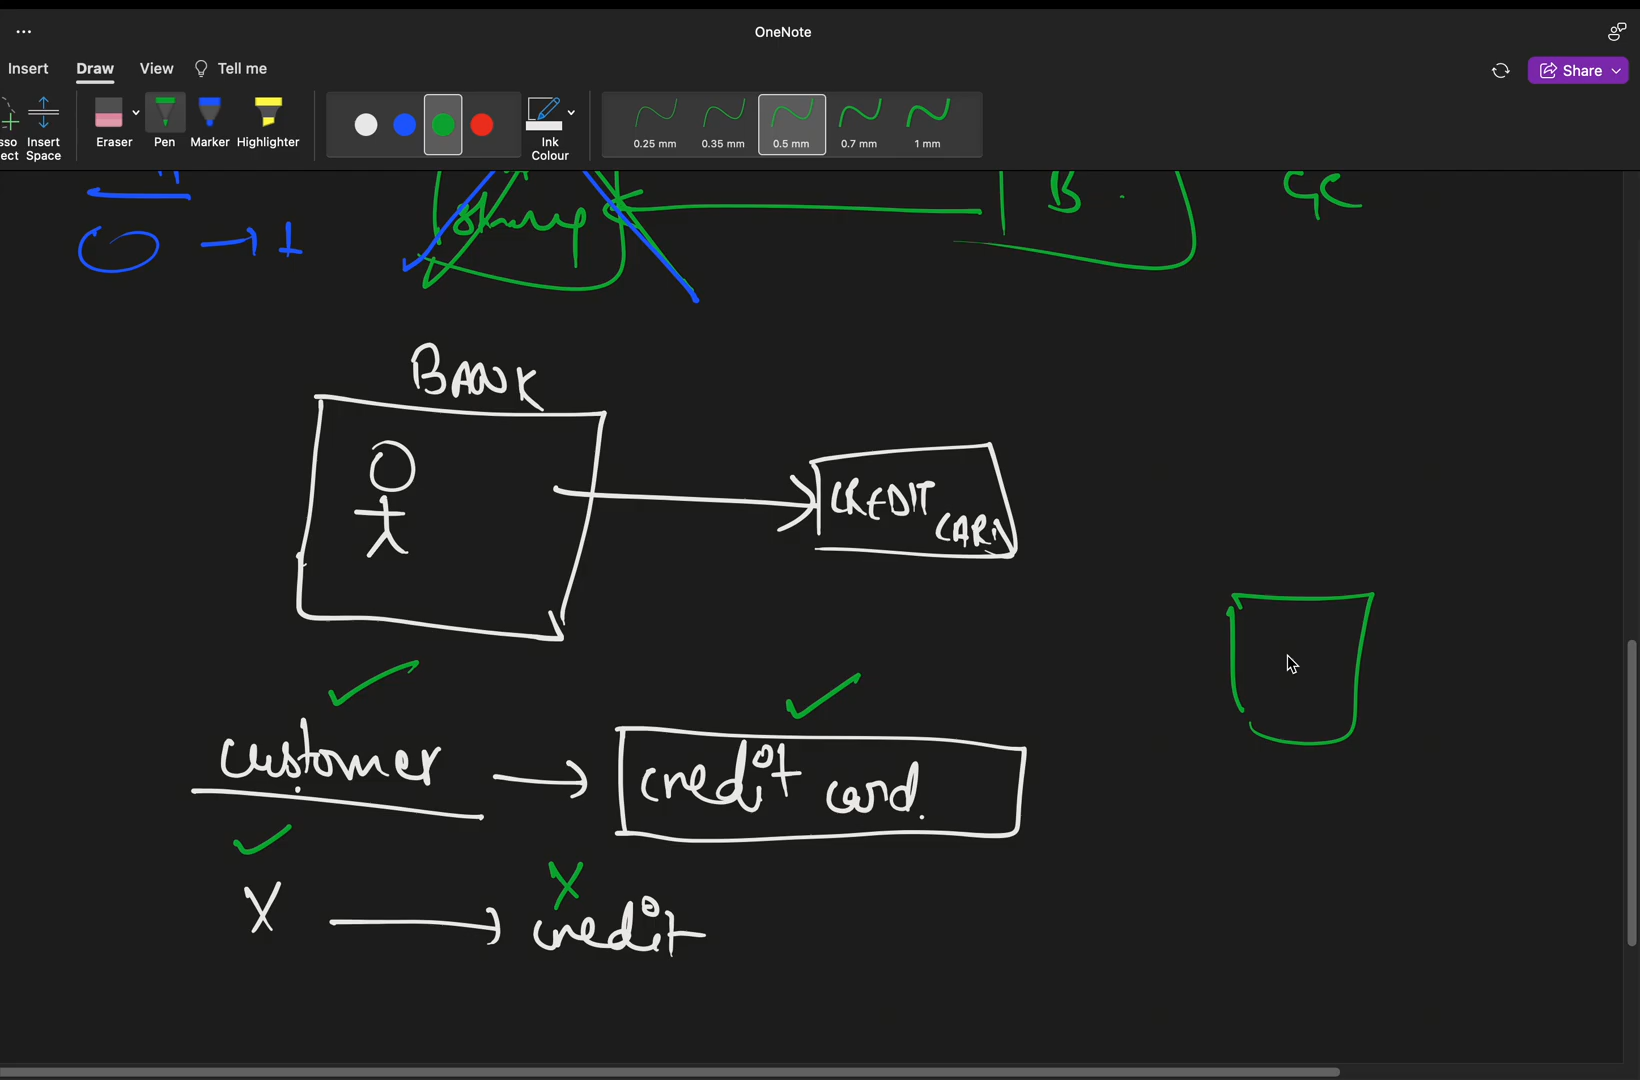 ...
OneNote
Insert Draw View Tell me
Share
Insert Space
Eraser
Pen
Marker
Highlighter
Ink Colour
0.25 mm
0.35 mm
0.5 mm
0.7 mm
1 mm
B.
GC
BANK
CREDIT
CARD
customer → credit card.
X → credit